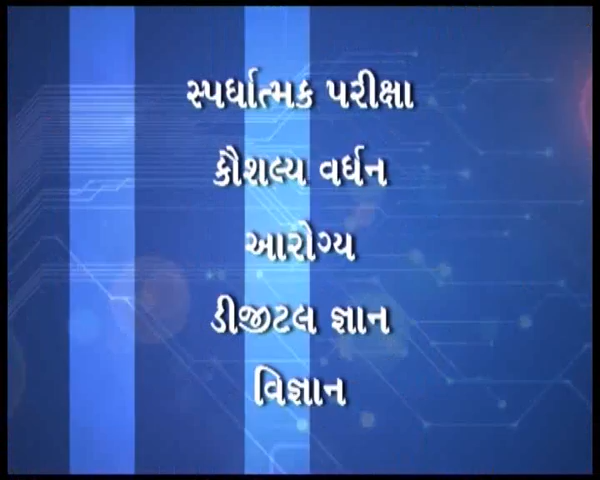 સ્પર્ધાત્મક પરીક્ષા
કૌશલ્ય વર્ધન
આરોગ્ય
ડીજીટલ જ્ઞાન
વિજ્ઞાન